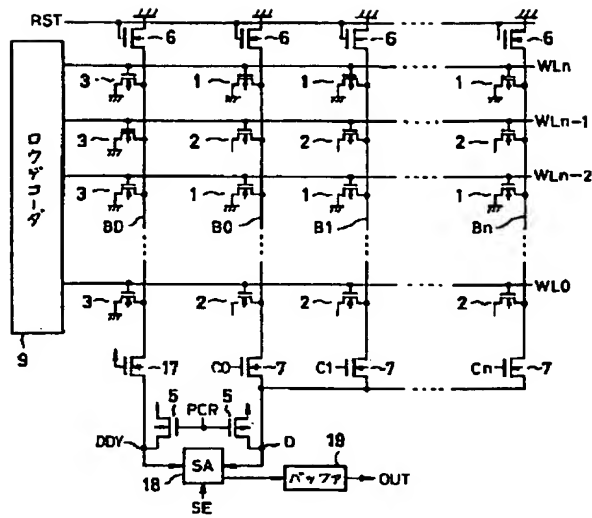 RST
6 6 6 6
3 1 1 1 WLn
3 2 2 2 WLn-1
ロウデコーダ
3 1 1 1 WLn-2
BD B0 B1 Bn
3 2 2 2 WL0
9
17 C0 7 C1 7 Cn 7
5 PCR 5
DDY D
SA
18
19
バッファ OUT
SE